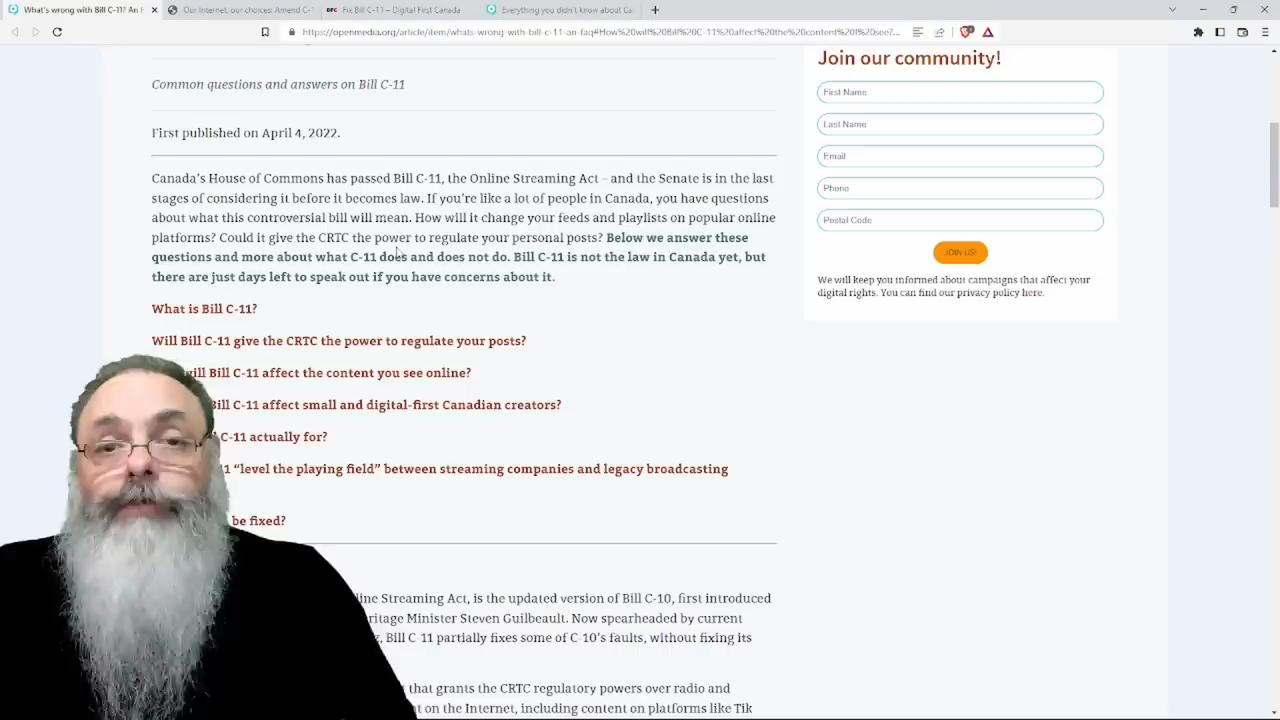 What's wrong with Bill C-11? An F
Our Internet, our choices: Amend C-1
DFC Fix Bill C-11 – Digital First Canada
Everything you didn't know about Ca
https://openmedia.org/article/item/whats-wrong-with-bill-c-11-an-faq#How%20will%20Bill%20C-11%20affect%20the%20content%20I%20see?...
Common questions and answers on Bill C-11
First published on April 4, 2022.
Canada's House of Commons has passed Bill C-11, the Online Streaming Act – and the Senate is in the last
stages of considering it before it becomes law. If you're like a lot of people in Canada, you have questions
about what this controversial bill will mean. How will it change your feeds and playlists on popular online
platforms? Could it give the CRTC the power to regulate your personal posts? Below we answer these
questions and more about what C-11 does and does not do. Bill C-11 is not the law in Canada yet, but
there are just days left to speak out if you have concerns about it.
What is Bill C-11?
Will Bill C-11 give the CRTC the power to regulate your posts?
will Bill C-11 affect the content you see online?
Bill C-11 affect small and digital-first Canadian creators?
C-11 actually for?
"level the playing field" between streaming companies and legacy broadcasting
be fixed?
Streaming Act, is the updated version of Bill C-10, first introduced
Minister Steven Guilbeault. Now spearheaded by current
Bill C-11 partially fixes some of C-10's faults, without fixing its
that grants the CRTC regulatory powers over radio and
on the Internet, including content on platforms like Tik
Join our community!
First Name
Last Name
Email
Phone
Postal Code
JOIN US!
We will keep you informed about campaigns that affect your
digital rights. You can find our privacy policy here.